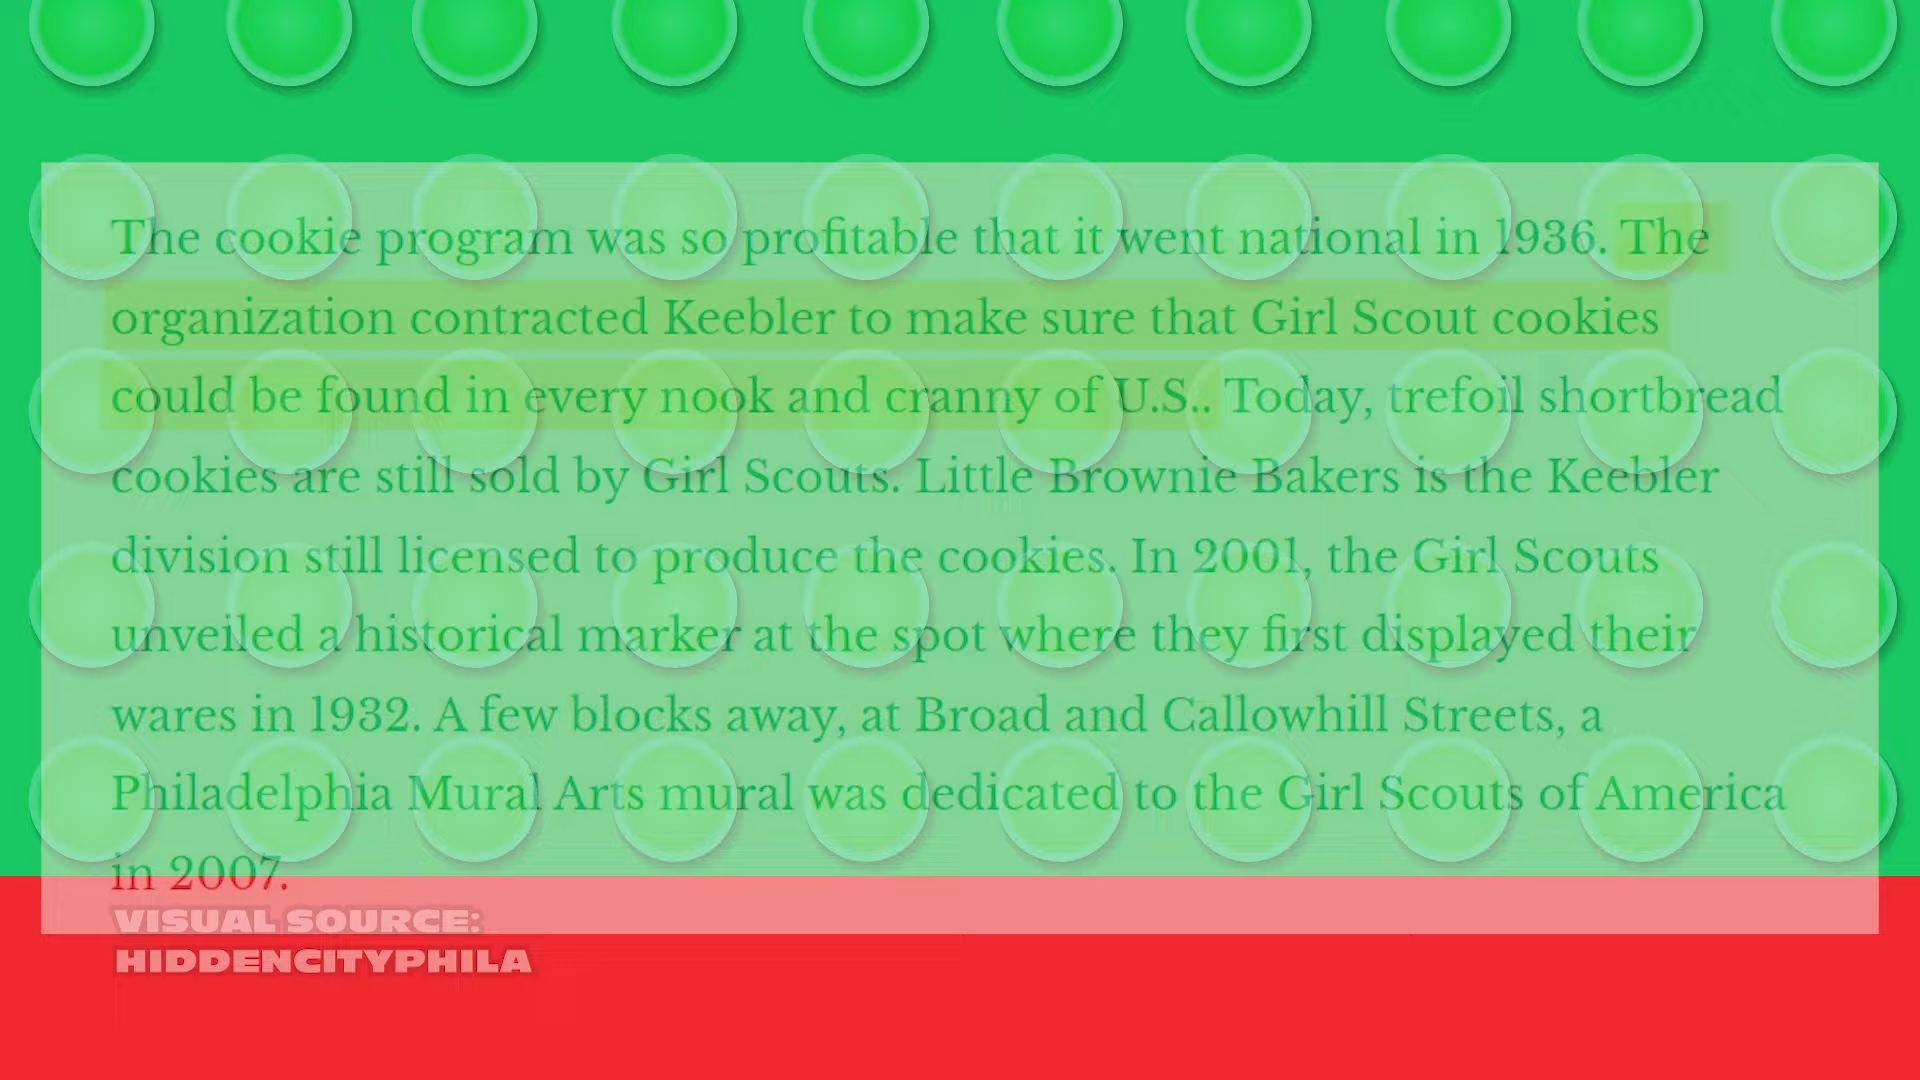 The cookie program was so profitable that it went national in 1936. The
organization contracted Keebler to make sure that Girl Scout cookies
could be found in every nook and cranny of U.S.. Today, trefoil shortbread
cookies are still sold by Girl Scouts. Little Brownie Bakers is the Keebler
division still licensed to produce the cookies. In 2001, the Girl Scouts
unveiled a historical marker at the spot where they first displayed their
wares in 1932. A few blocks away, at Broad and Callowhill Streets, a
Philadelphia Mural Arts mural was dedicated to the Girl Scouts of America
in 2007.
VISUAL SOURCE:
HIDDENCITYPHILA